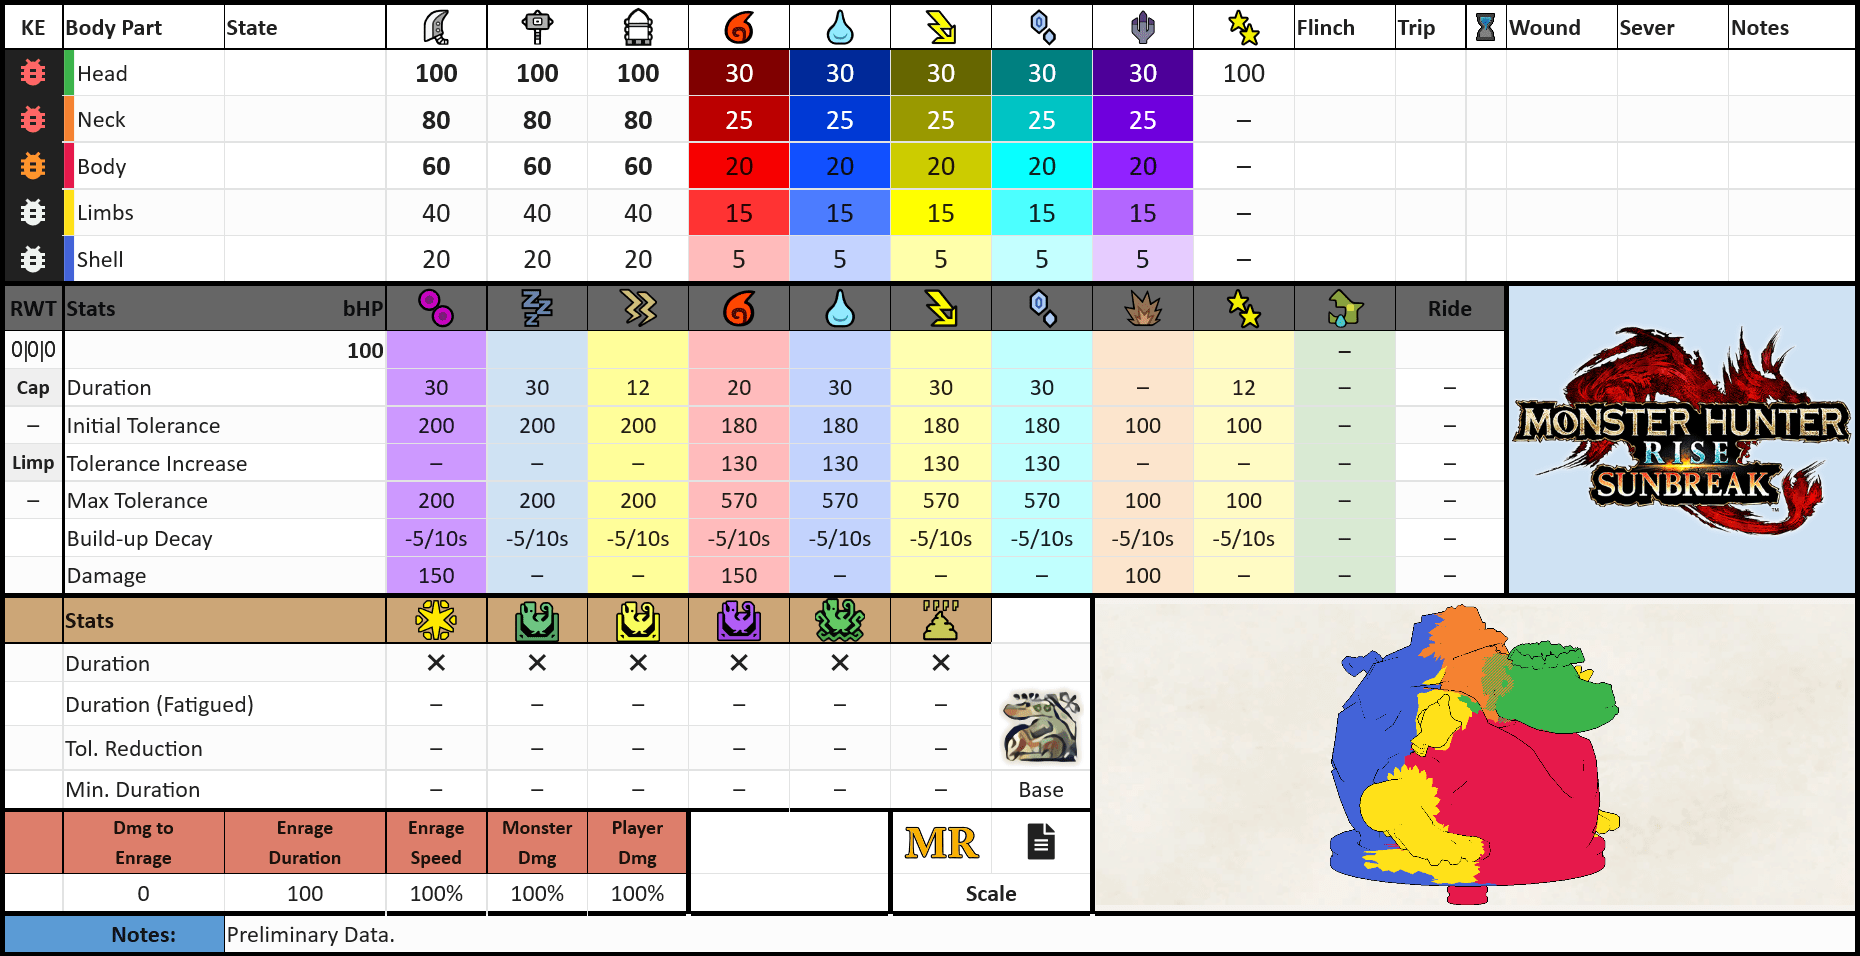 KE Body Part State Flinch Trip Wound Sever Notes
Head 100 100 100 30 30 30 30 30 100
Neck 80 80 80 25 25 25 25 25 –
Body 60 60 60 20 20 20 20 20 –
Limbs 40 40 40 15 15 15 15 15 –
Shell 20 20 20 5 5 5 5 5 –
RWT Stats bHP Ride
0|0|0 100 –
Cap Duration 30 30 12 20 30 30 30 – 12 – –
– Initial Tolerance 200 200 200 180 180 180 180 100 100 – –
Limp Tolerance Increase – – – 130 130 130 130 – – – –
– Max Tolerance 200 200 200 570 570 570 570 100 100 – –
Build-up Decay -5/10s -5/10s -5/10s -5/10s -5/10s -5/10s -5/10s -5/10s -5/10s – –
Damage 150 – – 150 – – – 100 – – –
MONSTER HUNTER
RISE
SUNBREAK
™
Stats
Duration ✕ ✕ ✕ ✕ ✕ ✕
Duration (Fatigued) – – – – – –
Tol. Reduction – – – – – –
Min. Duration – – – – – – Base
Dmg to Enrage Enrage Monster Player
Enrage Duration Speed Dmg Dmg
MR
0 100 100% 100% 100% Scale
Notes: Preliminary Data.